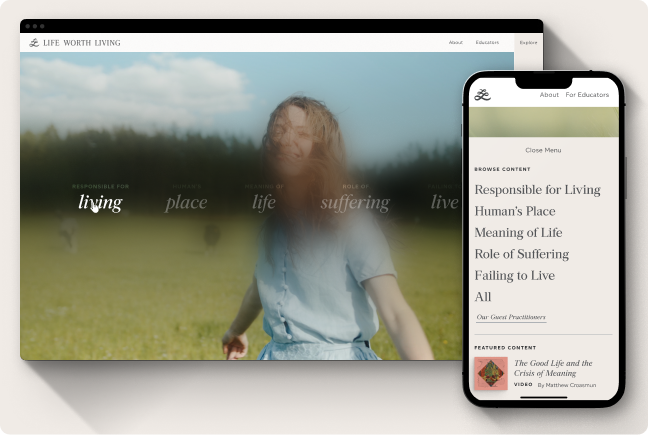 LIFE WORTH LIVING
About Educators Explore
RESPONSIBLE FOR
living
place
MEANING OF
life
ROLE OF
suffering
live
About For Educators
Close Menu
BROWSE CONTENT
Responsible for Living
Human's Place
Meaning of Life
Role of Suffering
Failing to Live
All
Our Guest Practitioners
FEATURED CONTENT
The Good Life and the
Crisis of Meaning
VIDEO By Matthew Croasmun